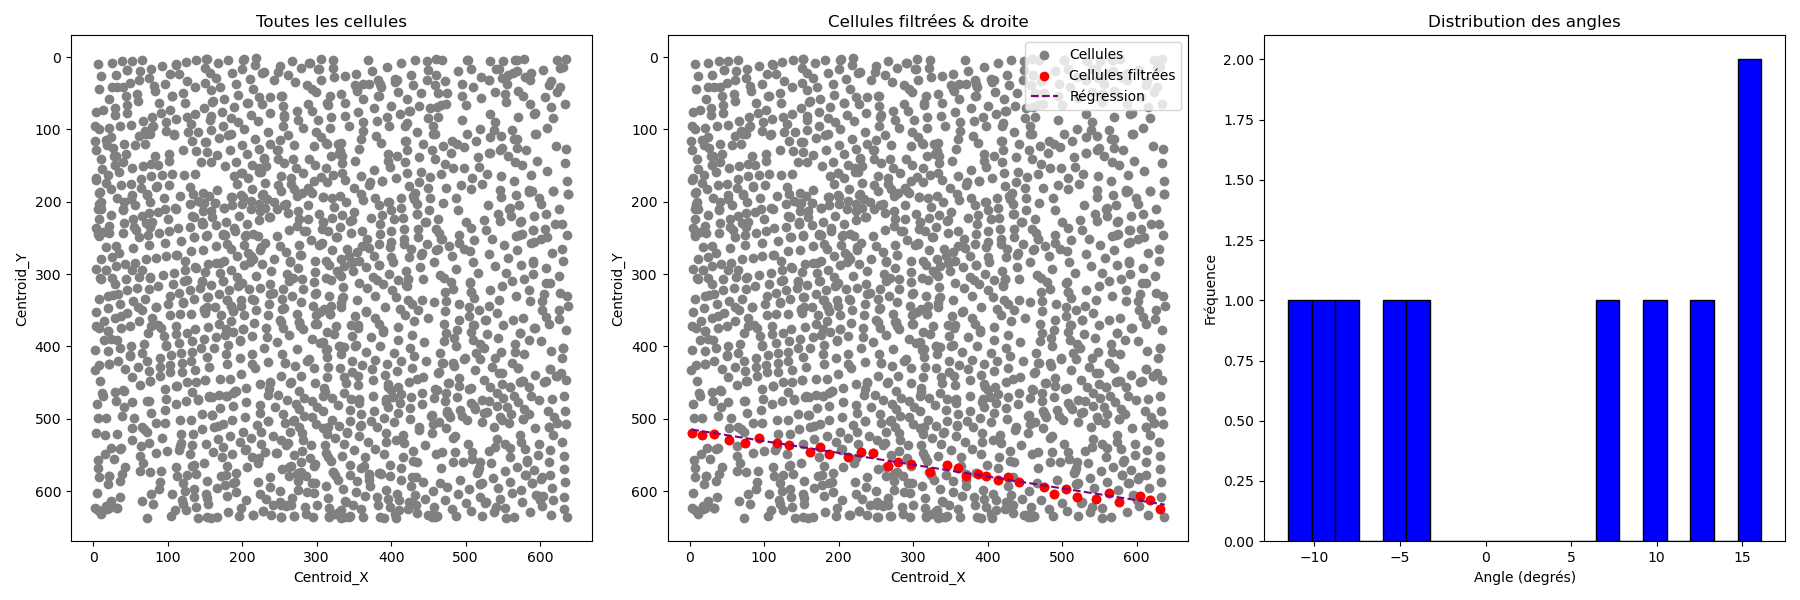 Toutes les cellules
0
100
200
300
400
500
600
Centroid_Y
0 100 200 300 400 500 600
Centroid_X
Cellules filtrées & droite
Cellules
Cellules filtrées
Régression
0
100
200
300
400
500
600
Centroid_Y
0 100 200 300 400 500 600
Centroid_X
Distribution des angles
2.00
1.75
1.50
1.25
1.00
0.75
0.50
0.25
0.00
Fréquence
−10 −5 0 5 10 15
Angle (degrés)